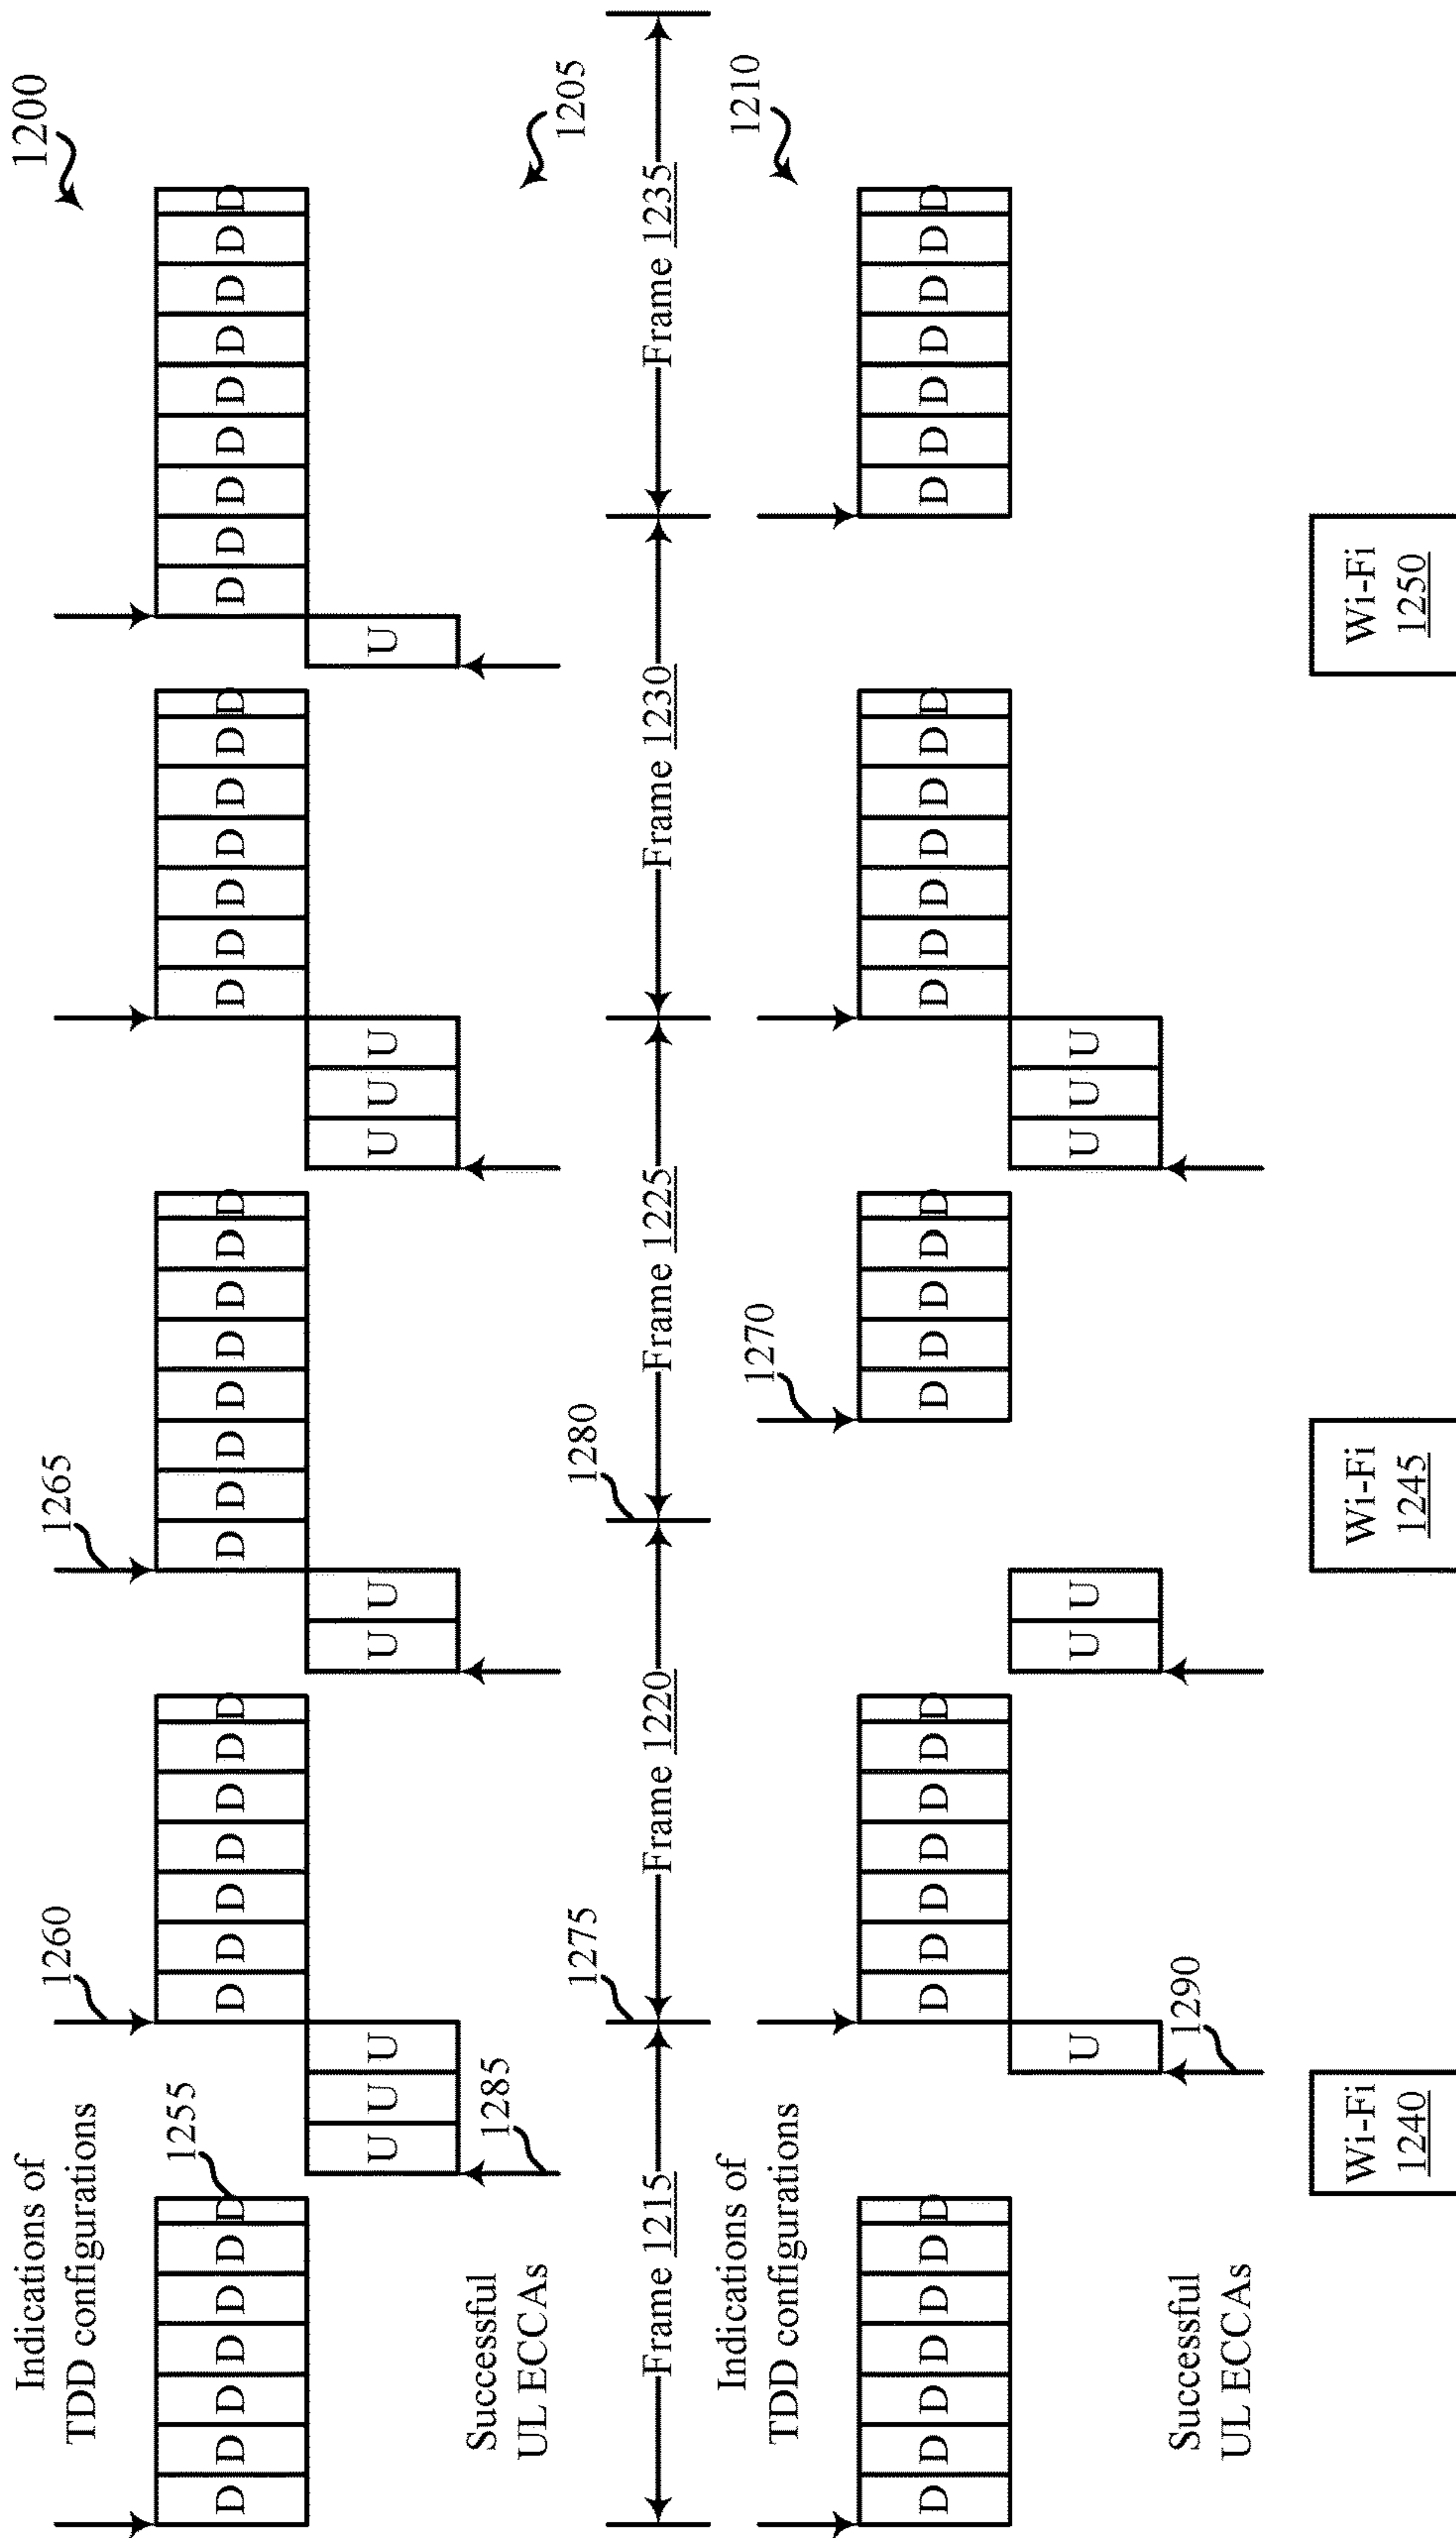 1200
Indications of
TDD configurations
1260
1265
1255
D D D D D D D
D D D D D D D
D D D D D D D D
D D D D D D D
D D D D D D D D D
U U U
U U
U U U
U
Successful
UL ECCAs
1285
1205
1275
1280
Frame 1215
Frame 1220
Frame 1225
Frame 1230
Frame 1235
Indications of
TDD configurations
1270
1210
D D D D D D D
D D D D D D D
D D D D D
D D D D D D D
D D D D D D D
U
U U
U U U
Successful
UL ECCAs
1290
Wi-Fi
1240
Wi-Fi
1245
Wi-Fi
1250